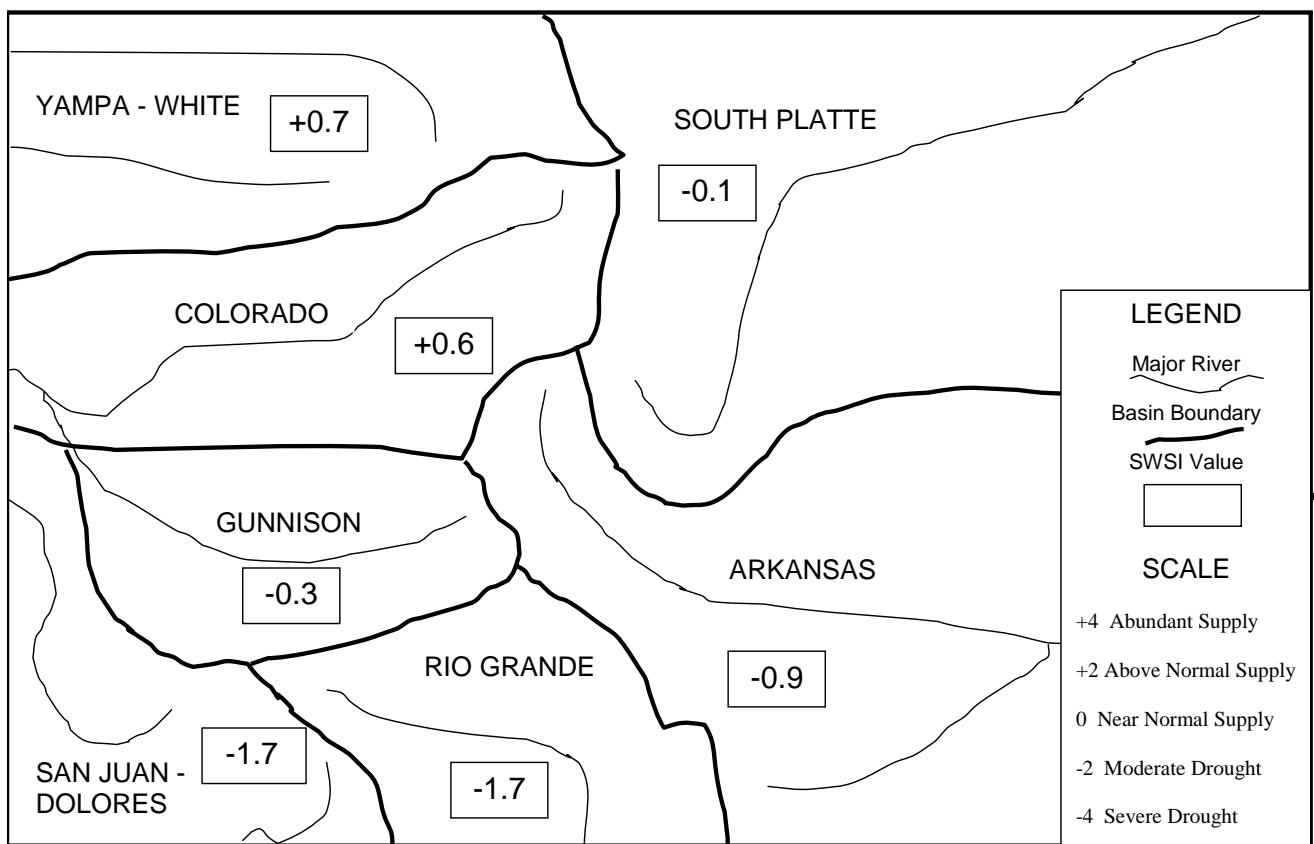 YAMPA - WHITE
+0.7
SOUTH PLATTE
-0.1
COLORADO
+0.6
GUNNISON
-0.3
ARKANSAS
-0.9
RIO GRANDE
-1.7
SAN JUAN -
DOLORES
-1.7
LEGEND
Major River
Basin Boundary
SWSI Value
SCALE
+4 Abundant Supply
+2 Above Normal Supply
0 Near Normal Supply
-2 Moderate Drought
-4 Severe Drought